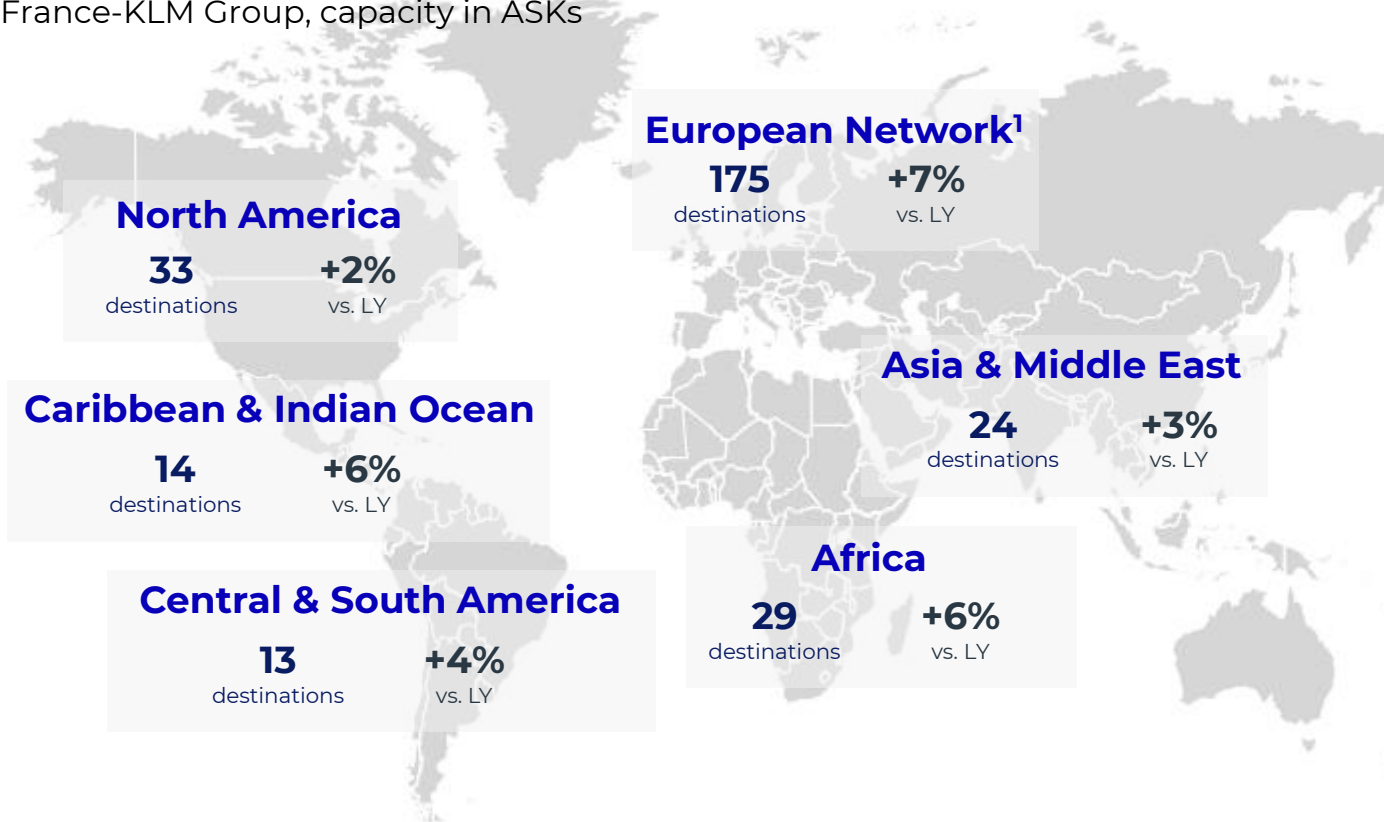 France-KLM Group, capacity in ASKs
European Network¹
175
+7%
destinations
vs. LY
North America
33
+2%
destinations
vs. LY
Asia & Middle East
24
+3%
destinations
vs. LY
Caribbean & Indian Ocean
14
+6%
destinations
vs. LY
Africa
29
+6%
destinations
vs. LY
Central & South America
13
+4%
destinations
vs. LY